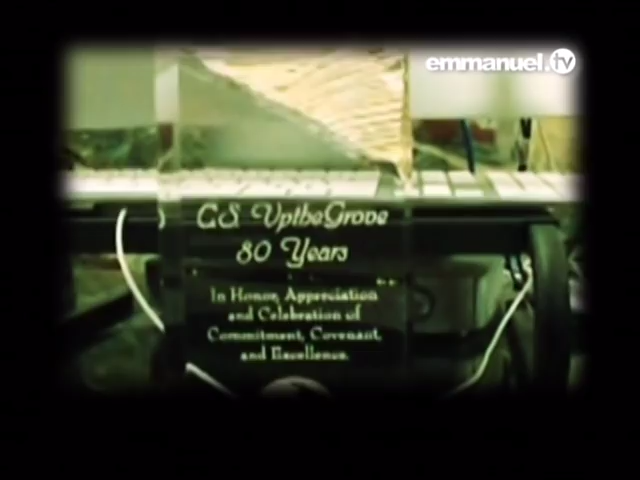 emmanuel.tv
C.S. UptheGrove
80 Years
In Honor, Appreciation
and Celebration of
Commitment, Covenant,
and Excellence.